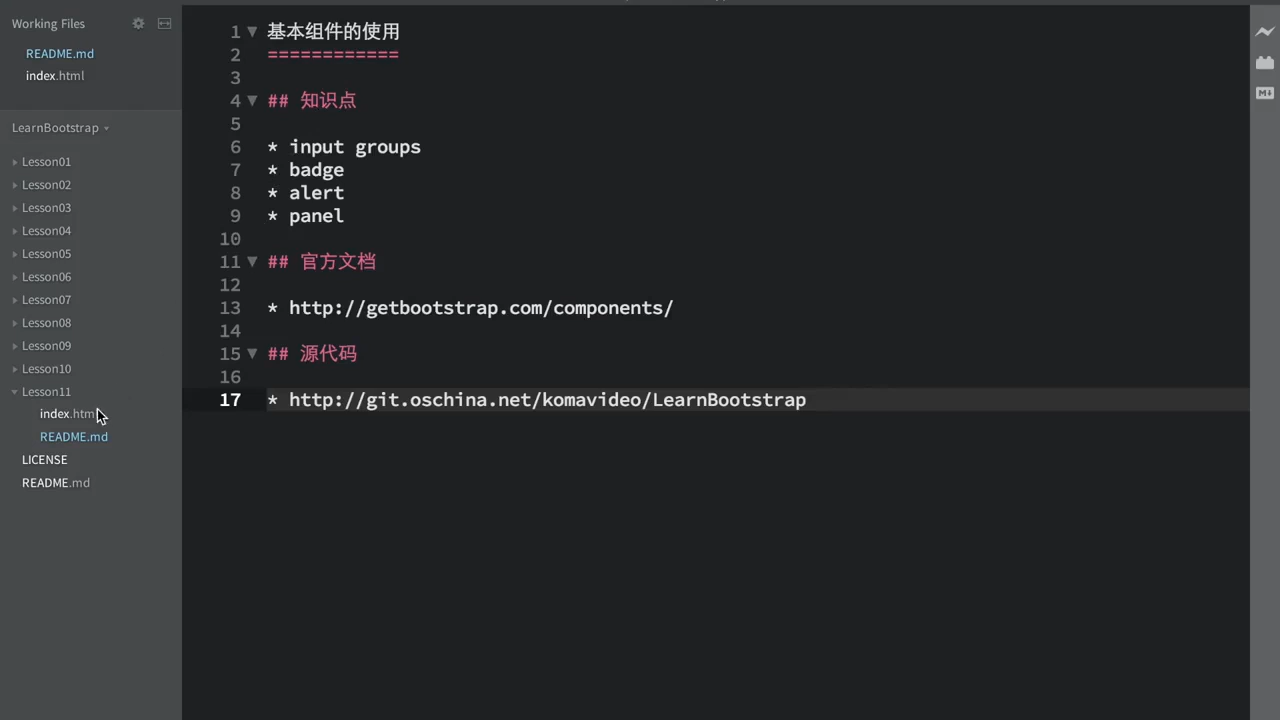 Working Files
README.md
index.html
LearnBootstrap
Lesson01
Lesson02
Lesson03
Lesson04
Lesson05
Lesson06
Lesson07
Lesson08
Lesson09
Lesson10
Lesson11
index.htm
README.md
LICENSE
README.md
1 基本组件的使用
2 ============
3
4 ## 知识点
5
6 * input groups
7 * badge
8 * alert
9 * panel
10
11 ## 官方文档
12
13 * http://getbootstrap.com/components/
14
15 ## 源代码
16
17 * http://git.oschina.net/komavideo/LearnBootstrap
M↓